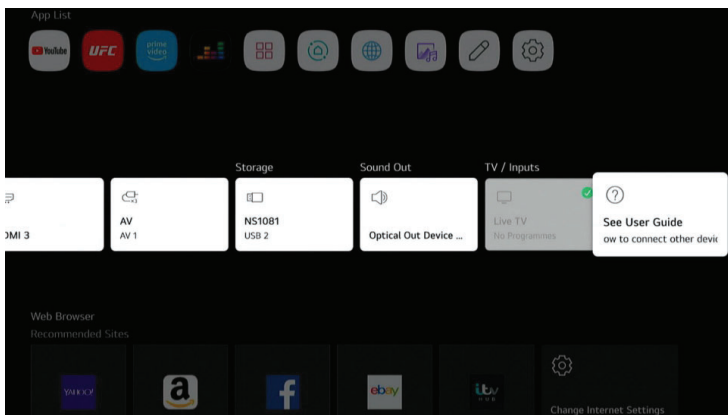 App List
YouTube
UFC
prime
video
Storage
Sound Out
TV / Inputs
OMI 3
AV
AV 1
NS1081
USB 2
Optical Out Device ...
Live TV
No Programmes
See User Guide
ow to connect other devic
Web Browser
Recommended Sites
YAHOO!
a
f
ebay
itv
HUB
Change Internet Settings